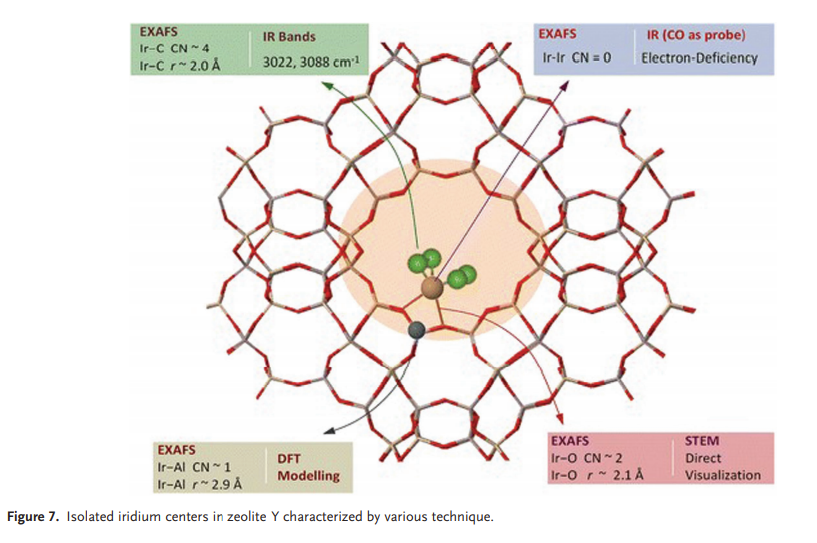 EXAFS
Ir–C CN ~ 4
Ir–C r ~ 2.0 Å
IR Bands
3022, 3088 cm-1
EXAFS
Ir-Ir CN = 0
IR (CO as probe)
Electron-Deficiency
EXAFS
Ir–Al CN ~ 1
Ir–Al r ~ 2.9 Å
DFT
Modelling
EXAFS
Ir–O CN ~ 2
Ir–O r ~ 2.1 Å
STEM
Direct
Visualization
Figure 7. Isolated iridium centers in zeolite Y characterized by various technique.